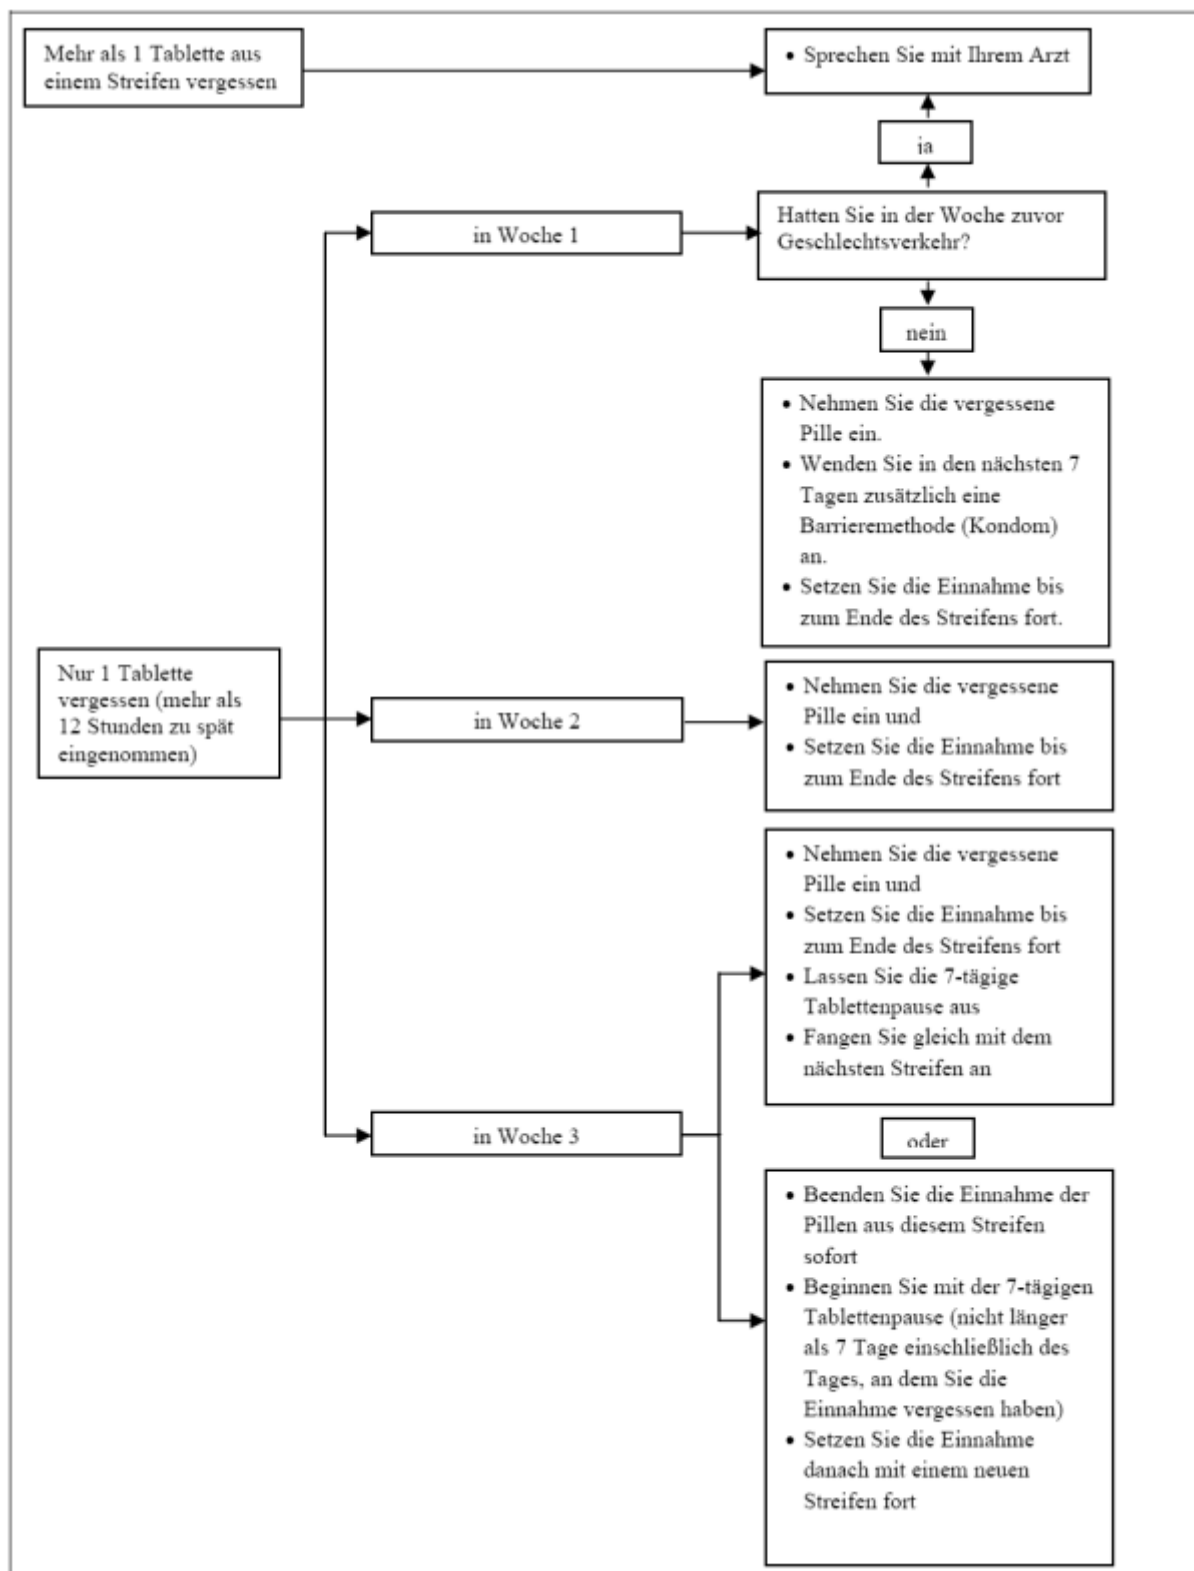 Mehr als 1 Tablette aus
einem Streifen vergessen
• Sprechen Sie mit Ihrem Arzt
ja
in Woche 1
Hatten Sie in der Woche zuvor
Geschlechtsverkehr?
nein
• Nehmen Sie die vergessene
Pille ein.
• Wenden Sie in den nächsten 7
Tagen zusätzlich eine
Barrieremethode (Kondom)
an.
• Setzen Sie die Einnahme bis
zum Ende des Streifens fort.
Nur 1 Tablette
vergessen (mehr als
12 Stunden zu spät
eingenommen)
in Woche 2
• Nehmen Sie die vergessene
Pille ein und
• Setzen Sie die Einnahme bis
zum Ende des Streifens fort
• Nehmen Sie die vergessene
Pille ein und
• Setzen Sie die Einnahme bis
zum Ende des Streifens fort
• Lassen Sie die 7-tägige
Tablettenpause aus
• Fangen Sie gleich mit dem
nächsten Streifen an
in Woche 3
oder
• Beenden Sie die Einnahme der
Pillen aus diesem Streifen
sofort
• Beginnen Sie mit der 7-tägigen
Tablettenpause (nicht länger
als 7 Tage einschließlich des
Tages, an dem Sie die
Einnahme vergessen haben)
• Setzen Sie die Einnahme
danach mit einem neuen
Streifen fort